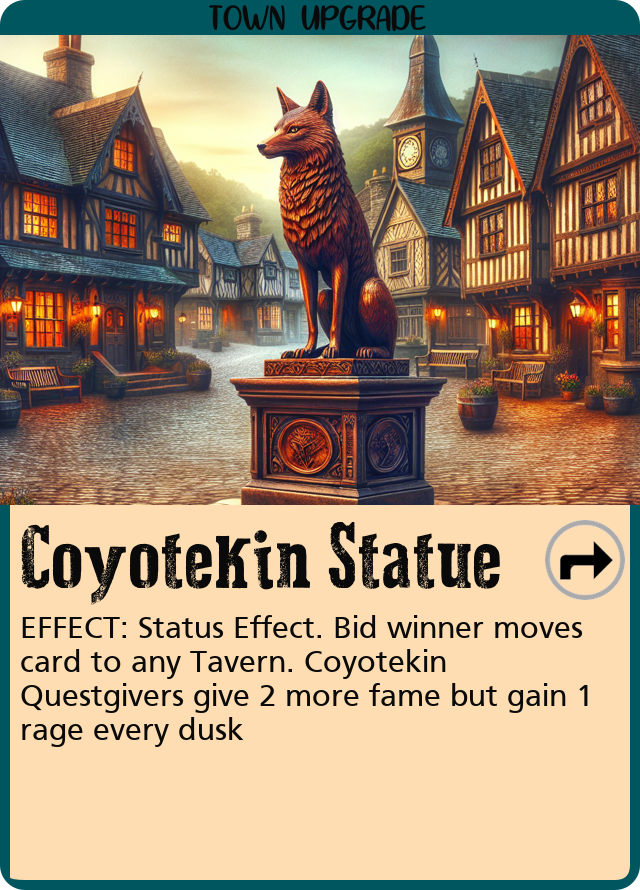 TOWN UPGRADE
Coyotekin Statue
EFFECT: Status Effect. Bid winner moves
card to any Tavern. Coyotekin
Questgivers give 2 more fame but gain 1
rage every dusk